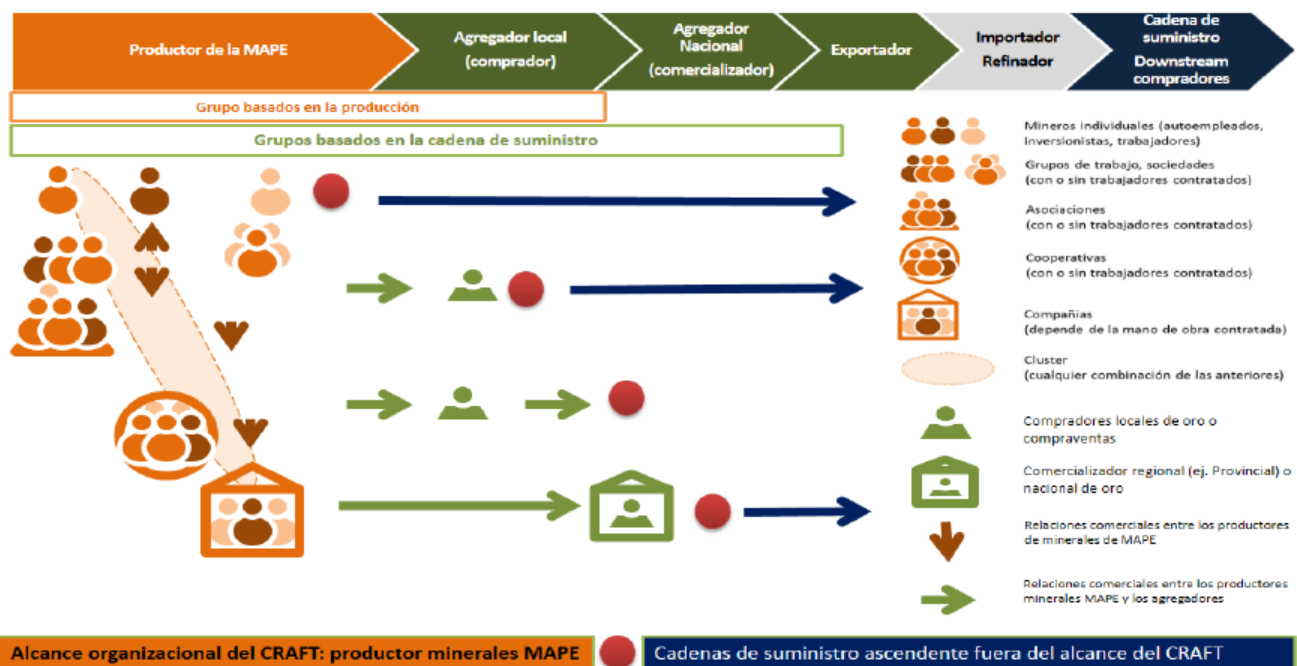 Productor de la MAPE
Agregador local
(comprador)
Agregador
Nacional
(comercializador)
Exportador
Importador
Refinador
Cadena de
suministro
Downstream
compradores
Grupo basados en la producción
Grupos basados en la cadena de suministro
Mineros individuales (autoempleados,
inversionistas, trabajadores)
Grupos de trabajo, sociedades
(con o sin trabajadores contratados)
Asociaciones
(con o sin trabajadores contratados)
Cooperativas
(con o sin trabajadores contratados)
Compañías
(depende de la mano de obra contratada)
Cluster
(cualquier combinación de las anteriores)
Compradores locales de oro o
compraventas
Comercializador regional (ej. Provincial) o
nacional de oro
Relaciones comerciales entre los productores
de minerales de MAPE
Relaciones comerciales entre los productores
minerales MAPE y los agregadores
Alcance organizacional del CRAFT: productor minerales MAPE
Cadenas de suministro ascendente fuera del alcance del CRAFT